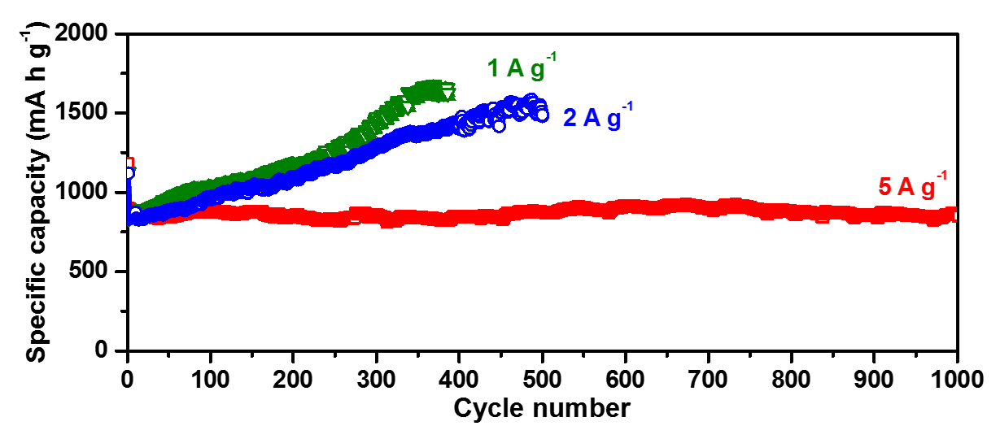 Specific capacity (mA h g⁻¹)
2000
1500
1000
500
0
1 A g⁻¹
2 A g⁻¹
5 A g⁻¹
0 100 200 300 400 500 600 700 800 900 1000
Cycle number